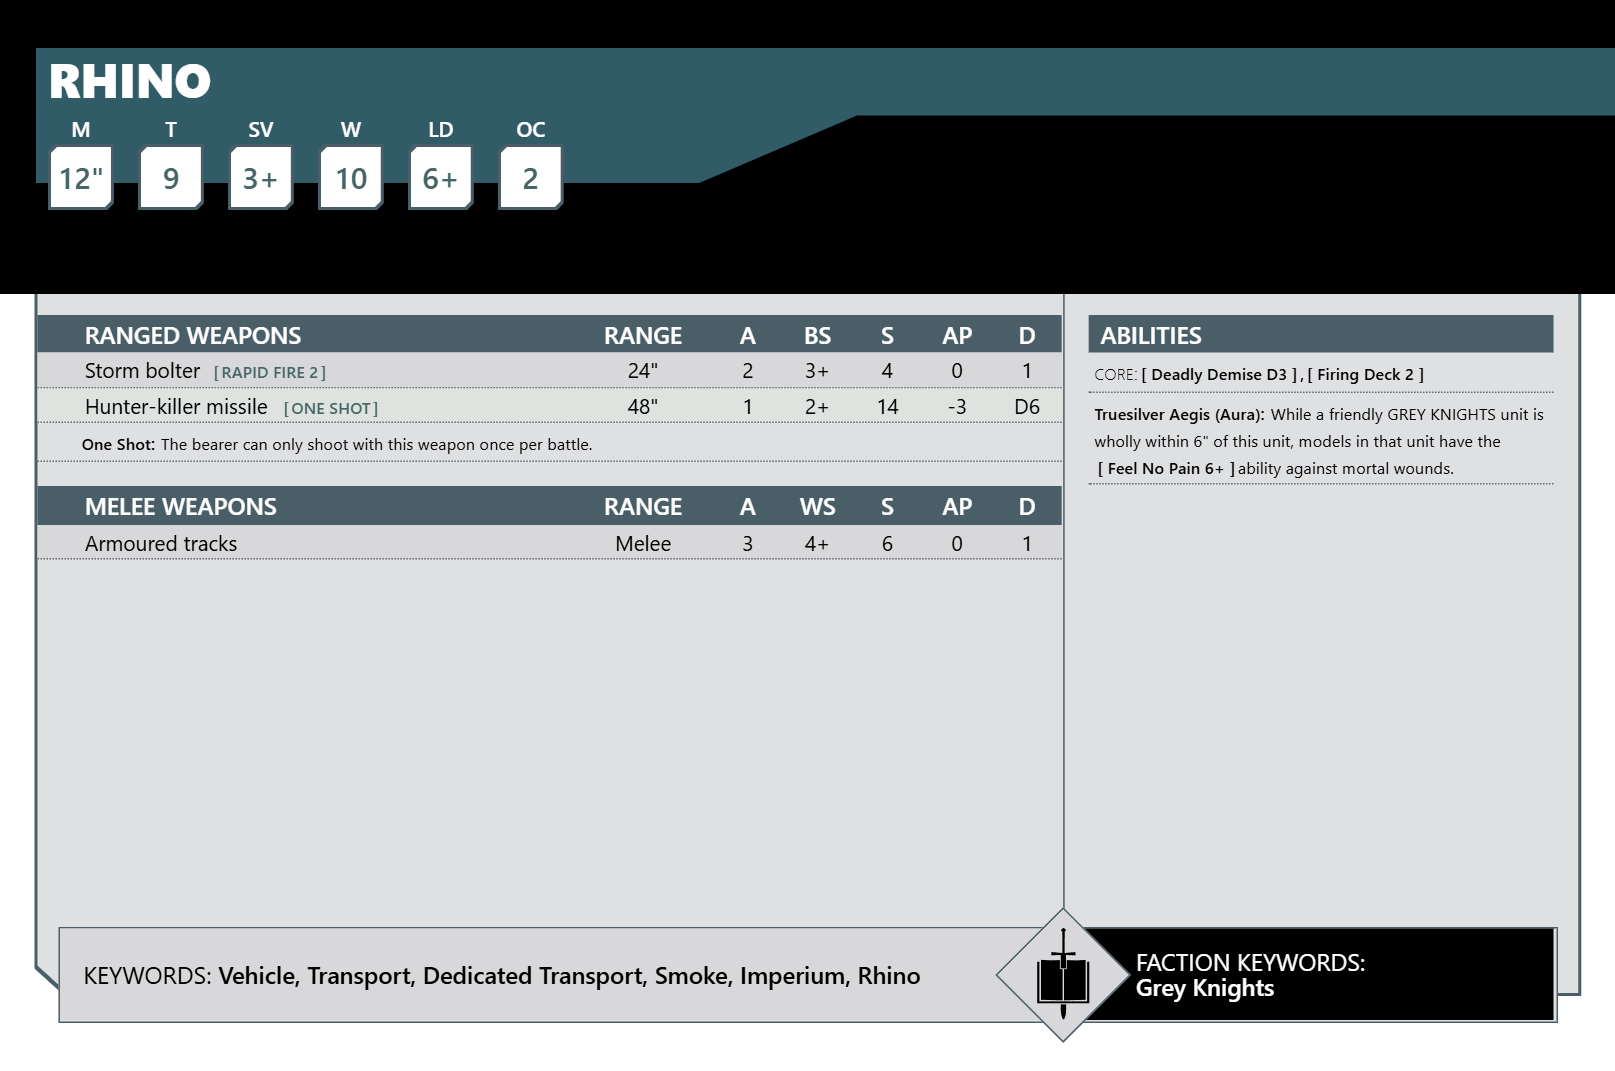 RHINO
M T SV W LD OC
12" 9 3+ 10 6+ 2
RANGED WEAPONS RANGE A BS S AP D
Storm bolter [RAPID FIRE 2] 24" 2 3+ 4 0 1
Hunter-killer missile [ONE SHOT] 48" 1 2+ 14 -3 D6
One Shot: The bearer can only shoot with this weapon once per battle.
MELEE WEAPONS RANGE A WS S AP D
Armoured tracks Melee 3 4+ 6 0 1
ABILITIES
CORE: [ Deadly Demise D3 ] , [ Firing Deck 2 ]
Truesilver Aegis (Aura): While a friendly GREY KNIGHTS unit is
wholly within 6" of this unit, models in that unit have the
[ Feel No Pain 6+ ] ability against mortal wounds.
KEYWORDS: Vehicle, Transport, Dedicated Transport, Smoke, Imperium, Rhino
FACTION KEYWORDS:
Grey Knights